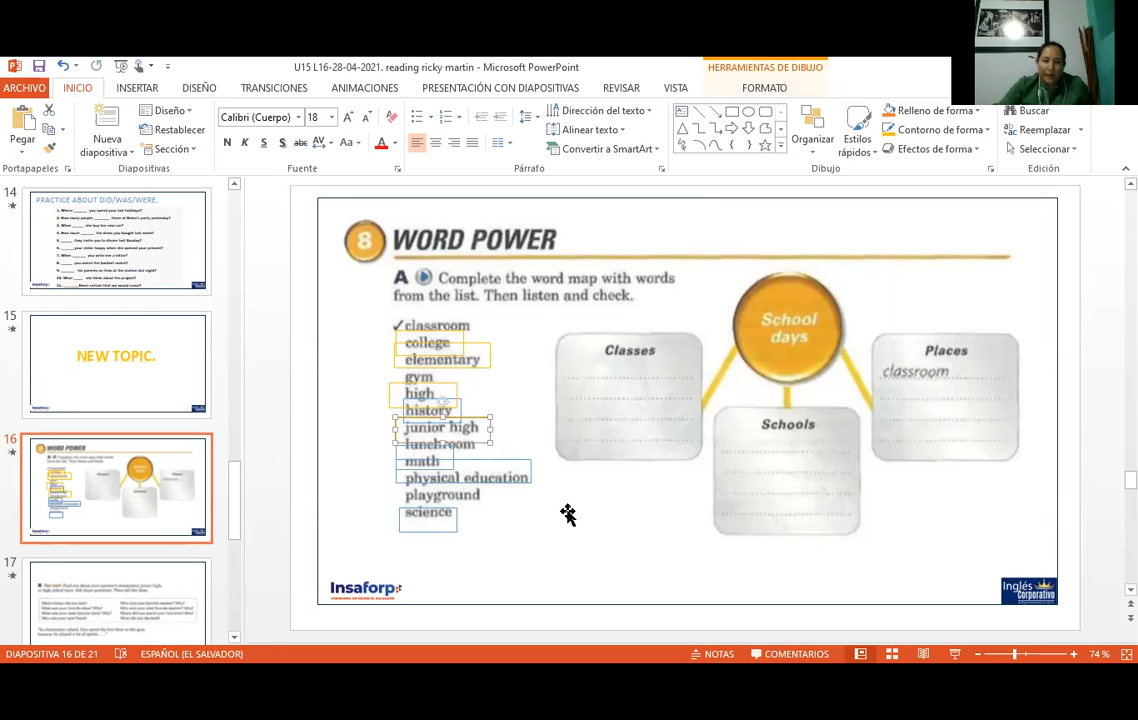 U15 L16-28-04-2021. reading ricky martin - Microsoft PowerPoint
HERRAMIENTAS DE DIBUJO
ARCHIVO INICIO INSERTAR DISEÑO TRANSICIONES ANIMACIONES PRESENTACIÓN CON DIAPOSITIVAS REVISAR VISTA FORMATO
Pegar
Nueva diapositiva
Diseño
Restablecer
Sección
Calibri (Cuerpo) 18
N K S S abc AV Aa A
Dirección del texto
Alinear texto
Convertir a SmartArt
Organizar
Estilos rápidos
Relleno de forma
Contorno de forma
Efectos de forma
Buscar
Reemplazar
Seleccionar
Portapapeles Diapositivas Fuente Párrafo Dibujo Edición
14
PRACTICE ABOUT DID/WAS/WERE.
15
NEW TOPIC.
16
17
8 WORD POWER
A Complete the word map with words
from the list. Then listen and check.
✓classroom
college
elementary
gym
high
history
junior high
lunchroom
math
physical education
playground
science
School
days
Classes
Places
classroom
Schools
Insaforp
Inglés
Corporativo
DIAPOSITIVA 16 DE 21 ESPAÑOL (EL SALVADOR) NOTAS COMENTARIOS 74 %